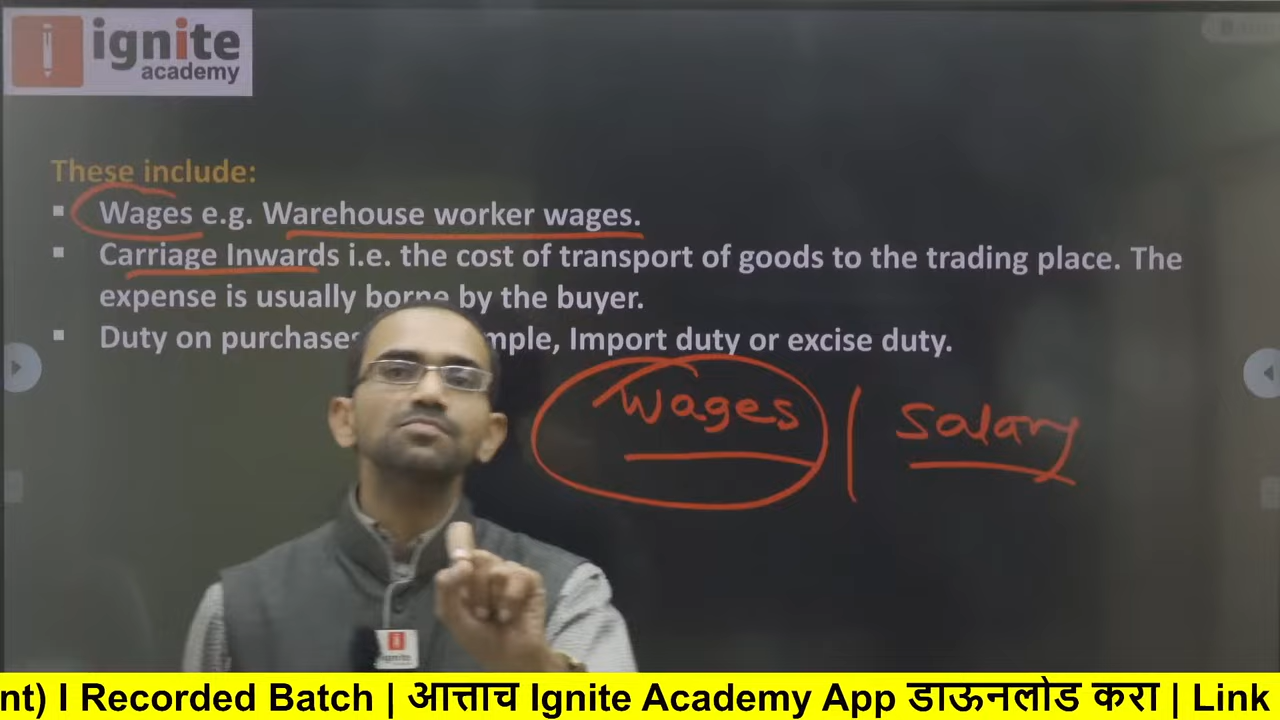 ignite
academy
These include:
▪ Wages e.g. Warehouse worker wages.
▪ Carriage Inwards i.e. the cost of transport of goods to the trading place. The
expense is usually borne by the buyer.
▪ Duty on purchases mple, Import duty or excise duty.
Wages | Salary
nt) I Recorded Batch | आत्ताच Ignite Academy App डाऊनलोड करा | Link